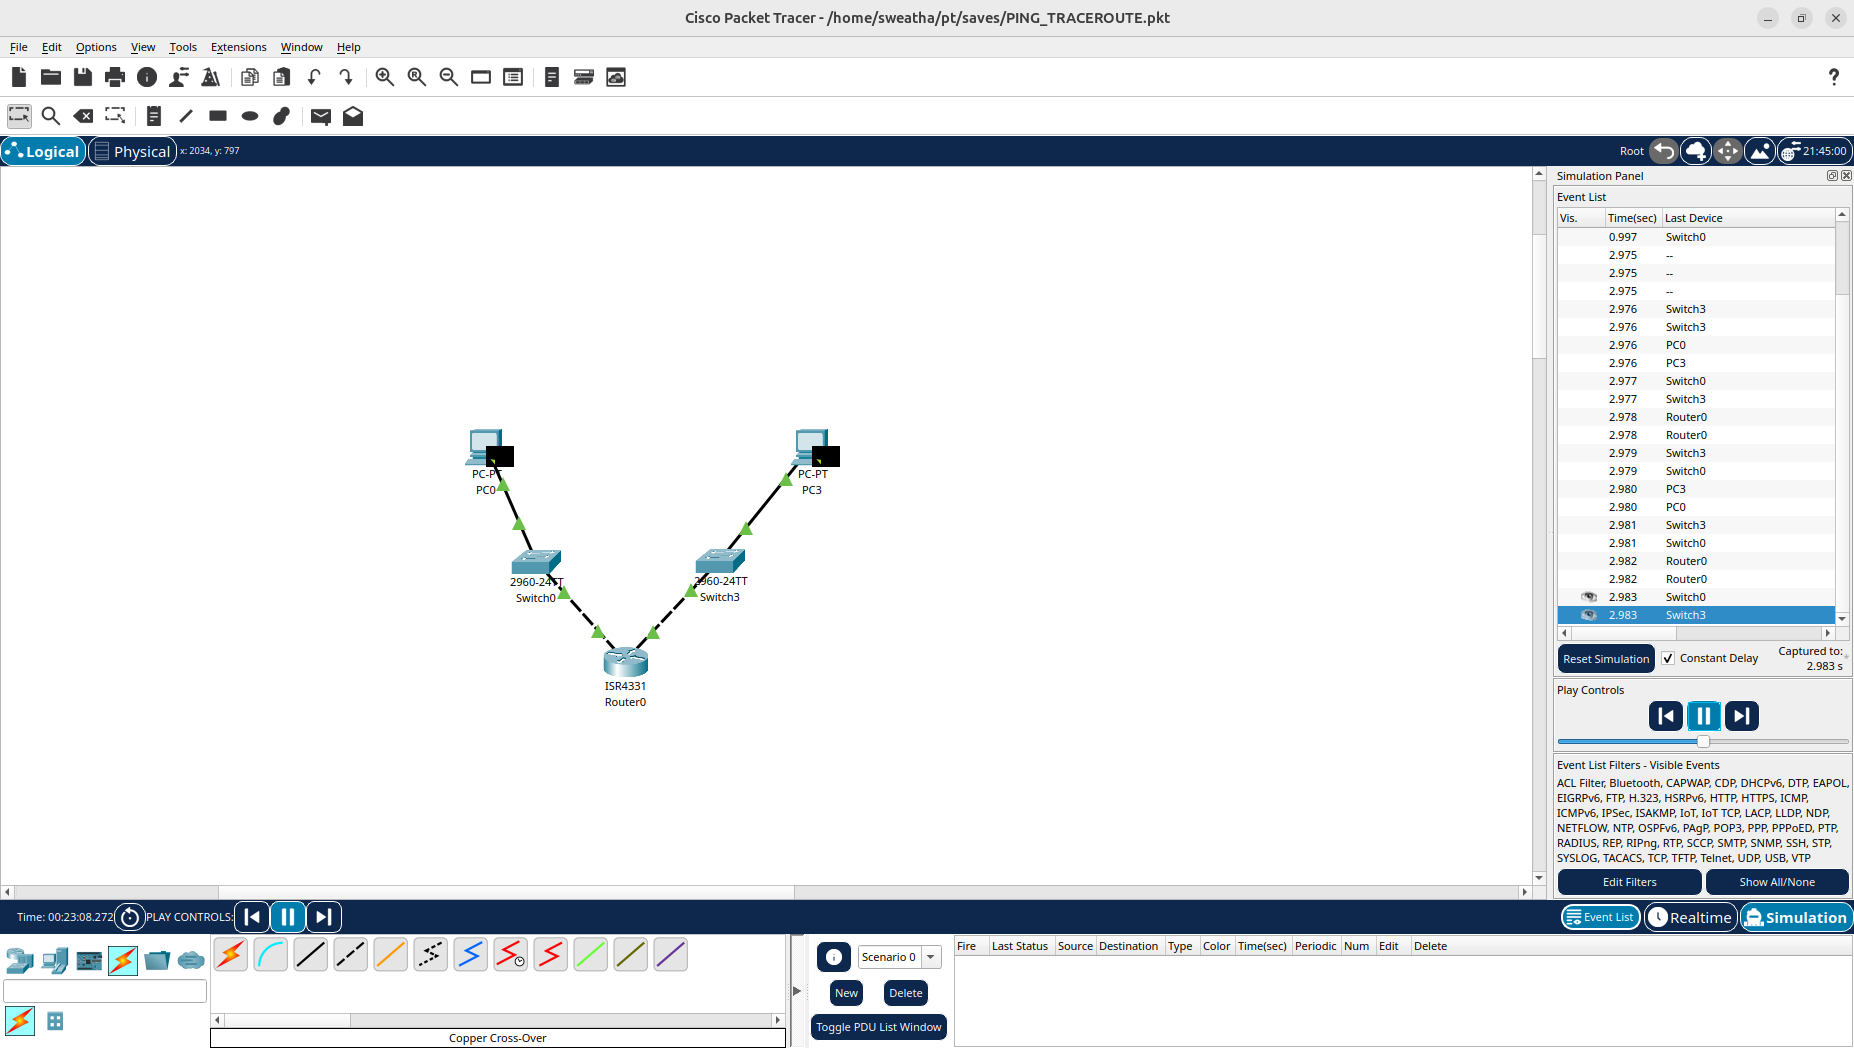 Cisco Packet Tracer - /home/sweatha/pt/saves/PING_TRACEROUTE.pkt
File Edit Options View Tools Extensions Window Help
Logical Physical x: 2034, y: 797 Root 21:45:00
Simulation Panel
Event List
Vis. Time(sec) Last Device
0.997 Switch0
2.975 --
2.975 --
2.975 --
2.976 Switch3
2.976 Switch3
2.976 PC0
2.976 PC3
2.977 Switch0
2.977 Switch3
2.978 Router0
2.978 Router0
2.979 Switch3
2.979 Switch0
2.980 PC3
2.980 PC0
2.981 Switch3
2.981 Switch0
2.982 Router0
2.982 Router0
2.983 Switch0
2.983 Switch3
Reset Simulation Constant Delay Captured to:
2.983 s
Play Controls
Event List Filters - Visible Events
ACL Filter, Bluetooth, CAPWAP, CDP, DHCPv6, DTP, EAPOL,
EIGRPv6, FTP, H.323, HSRPv6, HTTP, HTTPS, ICMP,
ICMPv6, IPSec, ISAKMP, IoT, IoT TCP, LACP, LLDP, NDP,
NETFLOW, NTP, OSPFv6, PAgP, POP3, PPP, PPPoED, PTP,
RADIUS, REP, RIPng, RTP, SCCP, SMTP, SNMP, SSH, STP,
SYSLOG, TACACS, TCP, TFTP, Telnet, UDP, USB, VTP
Edit Filters Show All/None
PC-PT
PC0
PC-PT
PC3
2960-24TT
Switch0
2960-24TT
Switch3
ISR4331
Router0
Time: 00:23:08.272 PLAY CONTROLS: Event List Realtime Simulation
Scenario 0
New Delete
Toggle PDU List Window
Fire Last Status Source Destination Type Color Time(sec) Periodic Num Edit Delete
Copper Cross-Over